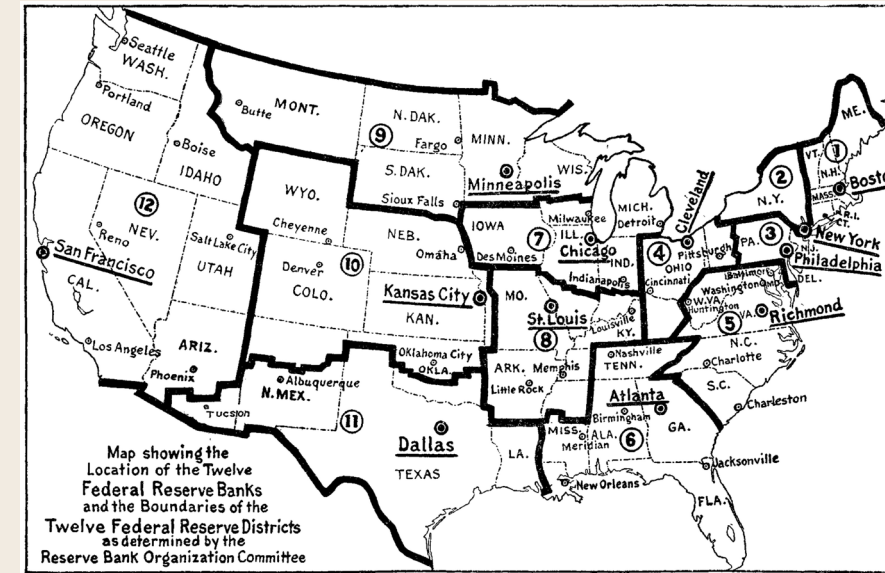 Seattle
WASH.
Portland
OREGON
Boise
IDAHO
Butte
MONT.
N. DAK.
9
Fargo
MINN.
S. DAK.
Sioux Falls
Minneapolis
WIS.
WYO.
Cheyenne
NEB.
Omaha
IOWA
Des Moines
7
Milwaukee
ILL.
Chicago
IND.
Indianapolis
MICH.
Detroit
Cleveland
4
OHIO
Cincinnati
Pittsburgh
PA.
3
N.J.
Philadelphia
New York
2
N.Y.
VT.
N.H.
1
ME.
MASS.
Bosto
R.I.
CT.
DEL.
Baltimore
MD.
Washington
W.VA.
Huntington
5
VA.
Richmond
12
NEV.
Reno
San Francisco
CAL.
Los Angeles
Salt Lake City
UTAH
Denver
COLO.
10
Kansas City
KAN.
MO.
St. Louis
8
Louisville
KY.
ARIZ.
Phoenix
Tucsion
Albuquerque
N. MEX.
Oklahoma City
OKLA.
ARK.
Little Rock
Memphis
Nashville
TENN.
N.C.
Charlotte
S.C.
Charleston
11
Dallas
TEXAS
LA.
MISS.
Meridian
ALA.
Birmingham
Atlanta
6
GA.
New Orleans
Jacksonville
FLA.
Map showing the
Location of the Twelve
Federal Reserve Banks
and the Boundaries of the
Twelve Federal Reserve Districts
as determined by the
Reserve Bank Organization Committee